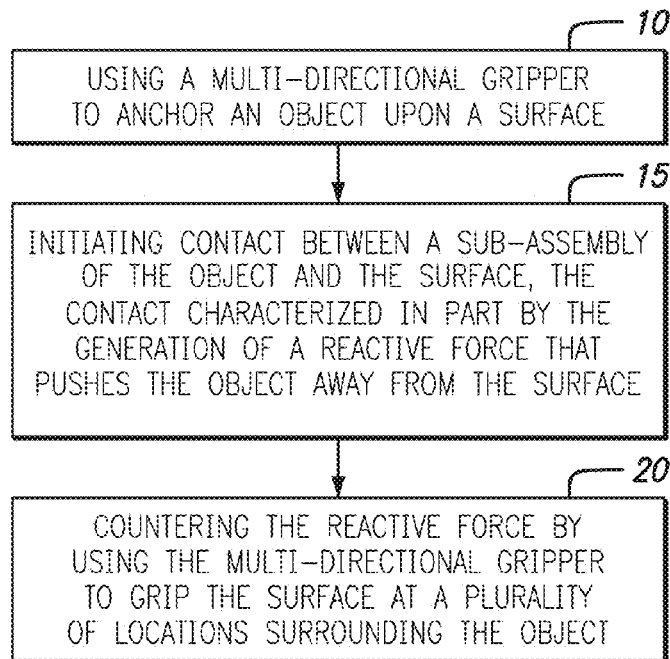 10
USING A MULTI-DIRECTIONAL GRIPPER
TO ANCHOR AN OBJECT UPON A SURFACE
15
INITIATING CONTACT BETWEEN A SUB-ASSEMBLY
OF THE OBJECT AND THE SURFACE, THE
CONTACT CHARACTERIZED IN PART BY THE
GENERATION OF A REACTIVE FORCE THAT
PUSHES THE OBJECT AWAY FROM THE SURFACE
20
COUNTERING THE REACTIVE FORCE BY
USING THE MULTI-DIRECTIONAL GRIPPER
TO GRIP THE SURFACE AT A PLURALITY
OF LOCATIONS SURROUNDING THE OBJECT